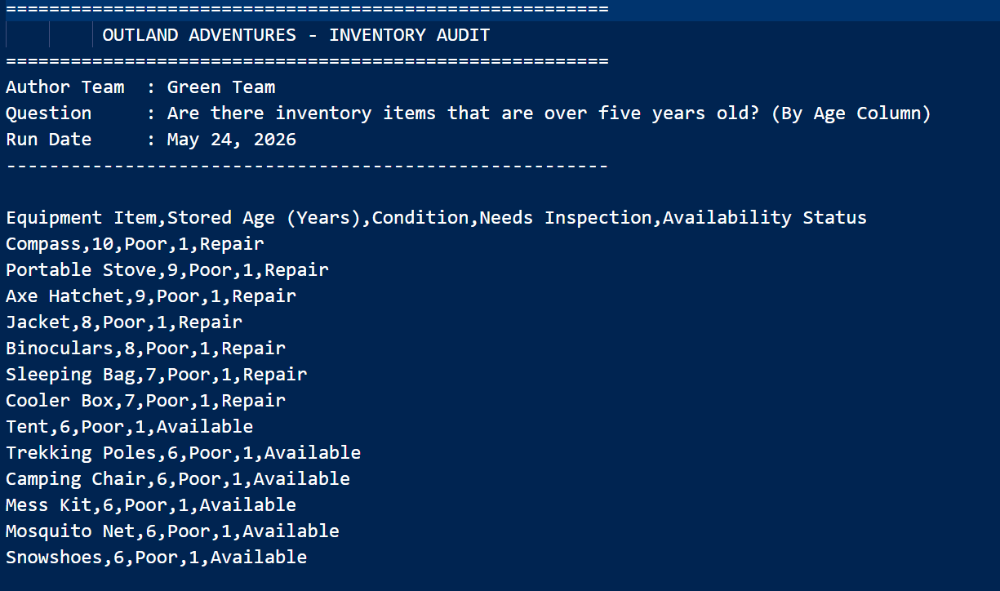 ========================================================
OUTLAND ADVENTURES - INVENTORY AUDIT
========================================================
Author Team  : Green Team
Question     : Are there inventory items that are over five years old? (By Age Column)
Run Date     : May 24, 2026
--------------------------------------------------------
Equipment Item,Stored Age (Years),Condition,Needs Inspection,Availability Status
Compass,10,Poor,1,Repair
Portable Stove,9,Poor,1,Repair
Axe Hatchet,9,Poor,1,Repair
Jacket,8,Poor,1,Repair
Binoculars,8,Poor,1,Repair
Sleeping Bag,7,Poor,1,Repair
Cooler Box,7,Poor,1,Repair
Tent,6,Poor,1,Available
Trekking Poles,6,Poor,1,Available
Camping Chair,6,Poor,1,Available
Mess Kit,6,Poor,1,Available
Mosquito Net,6,Poor,1,Available
Snowshoes,6,Poor,1,Available